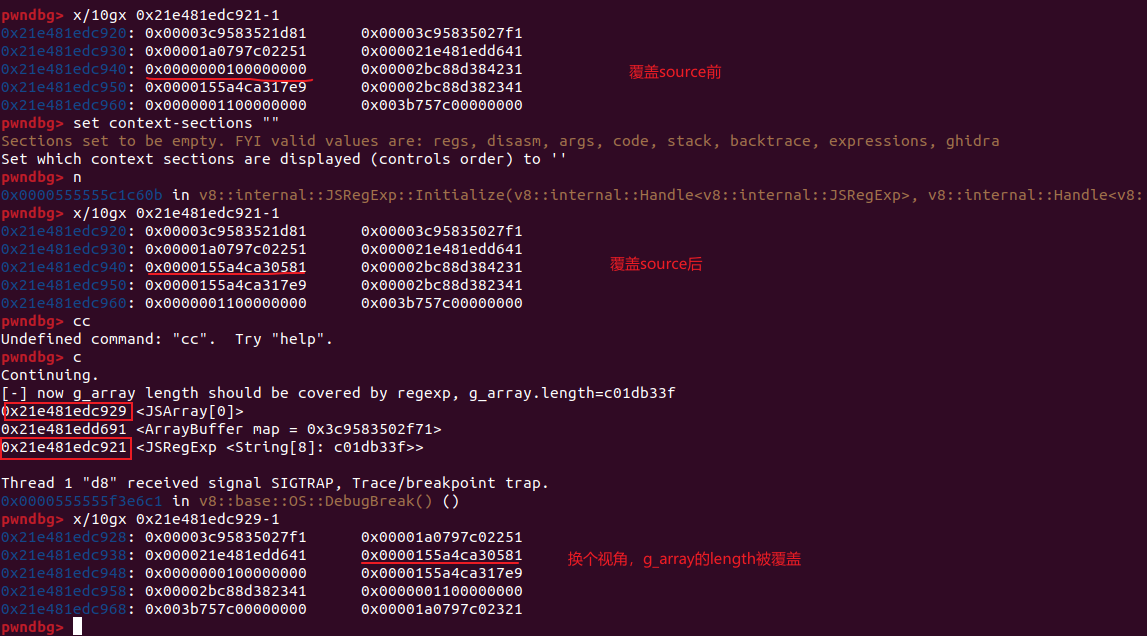 pwndbg> x/10gx 0x21e481edc921-1
0x21e481edc920: 0x00003c9583521d81 0x00003c95835027f1
0x21e481edc930: 0x00001a0797c02251 0x000021e481edd641
0x21e481edc940: 0x0000000100000000 0x00002bc88d384231 覆盖source前
0x21e481edc950: 0x0000155a4ca317e9 0x00002bc88d382341
0x21e481edc960: 0x0000001100000000 0x003b757c00000000
pwndbg> set context-sections ""
Sections set to be empty. FYI valid values are: regs, disasm, args, code, stack, backtrace, expressions, ghidra
Set which context sections are displayed (controls order) to ''
pwndbg> n
0x0000555555c1c60b in v8::internal::JSRegExp::Initialize(v8::internal::Handle<v8::internal::JSRegExp>, v8::internal::Handle<v8::
pwndbg> x/10gx 0x21e481edc921-1
0x21e481edc920: 0x00003c9583521d81 0x00003c95835027f1
0x21e481edc930: 0x00001a0797c02251 0x000021e481edd641
0x21e481edc940: 0x0000155a4ca30581 0x00002bc88d384231 覆盖source后
0x21e481edc950: 0x0000155a4ca317e9 0x00002bc88d382341
0x21e481edc960: 0x0000001100000000 0x003b757c00000000
pwndbg> cc
Undefined command: "cc".  Try "help".
pwndbg> c
Continuing.
[-] now g_array length should be covered by regexp, g_array.length=c01db33f
0x21e481edc929 <JSArray[0]>
0x21e481edd691 <ArrayBuffer map = 0x3c9583502f71>
0x21e481edc921 <JSRegExp <String[8]: c01db33f>>
Thread 1 "d8" received signal SIGTRAP, Trace/breakpoint trap.
0x0000555555f3e6c1 in v8::base::OS::DebugBreak() ()
pwndbg> x/10gx 0x21e481edc929-1
0x21e481edc928: 0x00003c95835027f1 0x00001a0797c02251
0x21e481edc938: 0x000021e481edd641 0x0000155a4ca30581 换个视角，g_array的length被覆盖
0x21e481edc948: 0x0000000100000000 0x0000155a4ca317e9
0x21e481edc958: 0x00002bc88d382341 0x0000001100000000
0x21e481edc968: 0x003b757c00000000 0x00001a0797c02321
pwndbg>